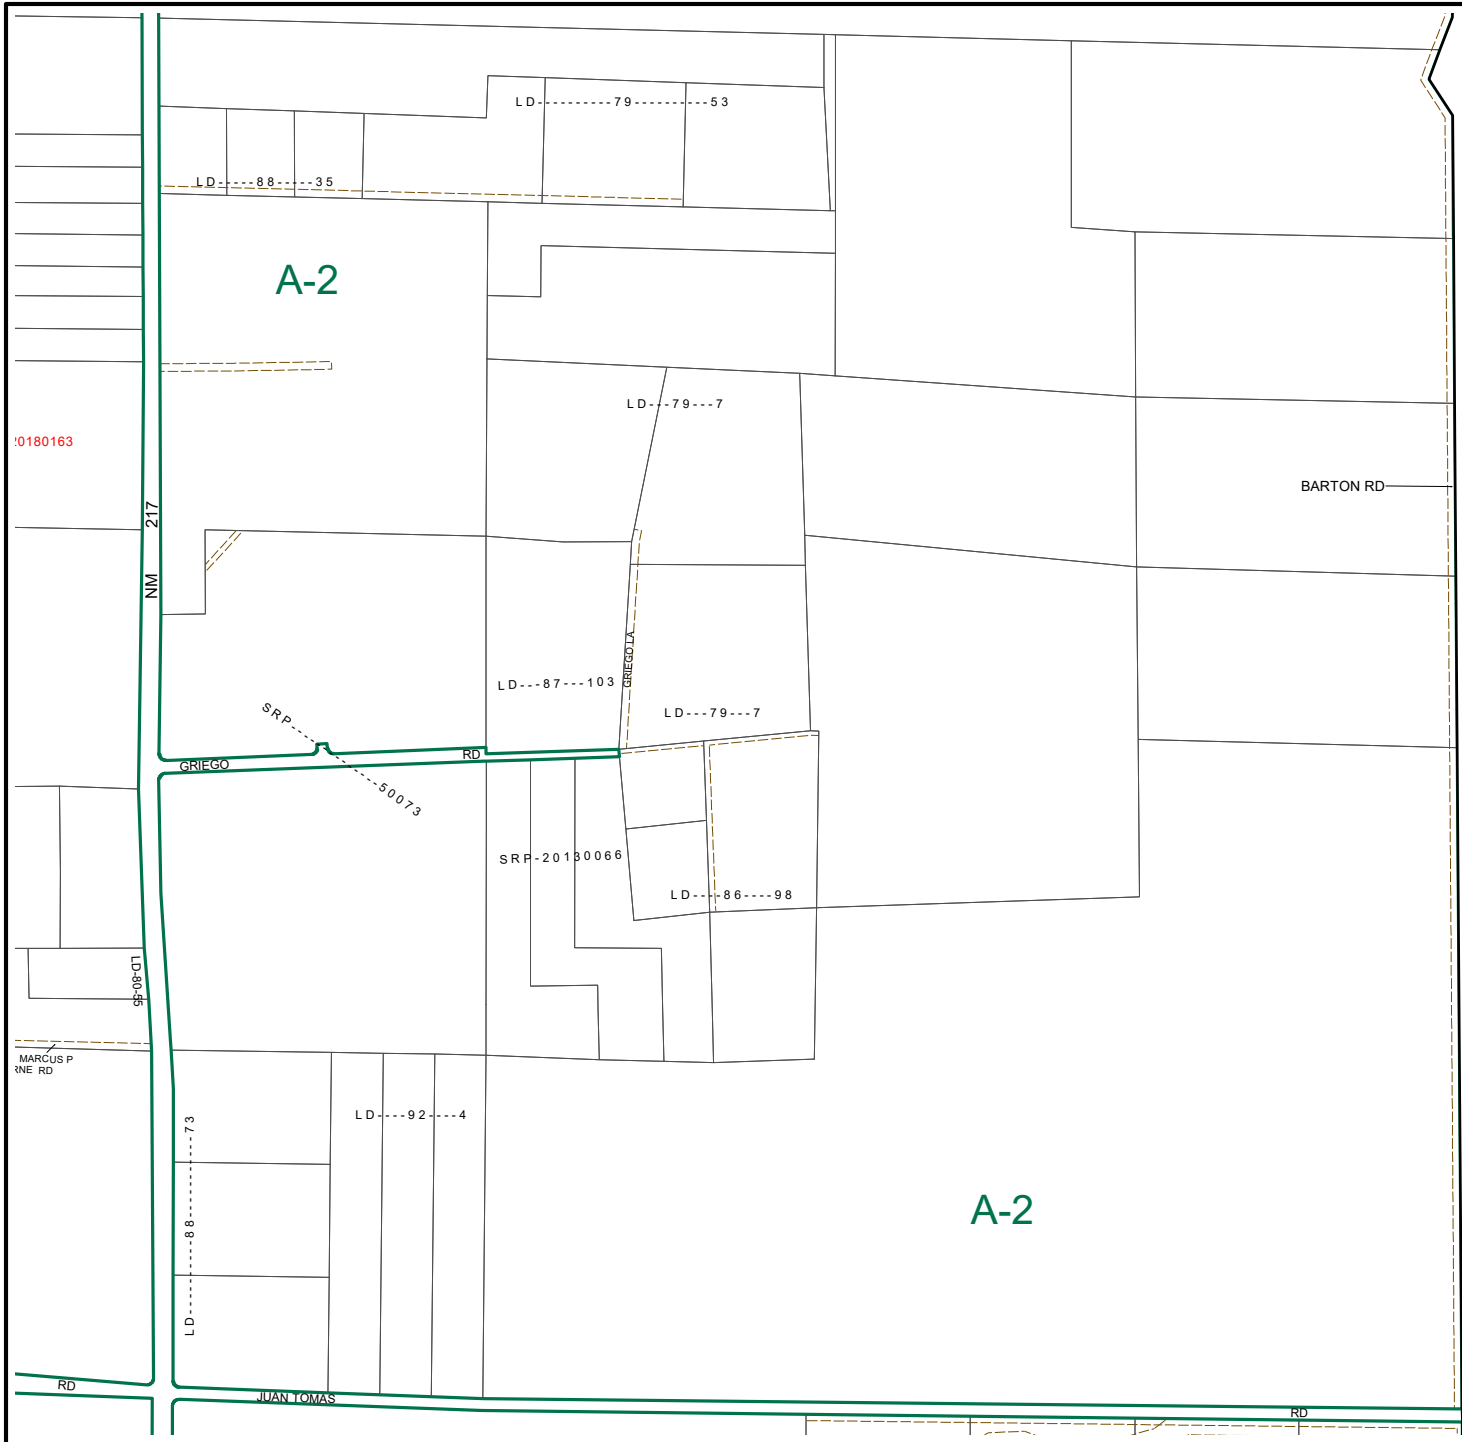 LD----------79----------53
LD-----88-----35
A-2
LD---79---7
20180163
BARTON RD
NM 217
GRIEGO LA
LD---87---103
LD---79---7
SRP----------50073
GRIEGO RD
SRP-20130066
LD----86----98
LD-80-55
MARCUS P
RNE RD
LD----92----4
LD----------88----------73
A-2
RD
JUAN TOMAS RD